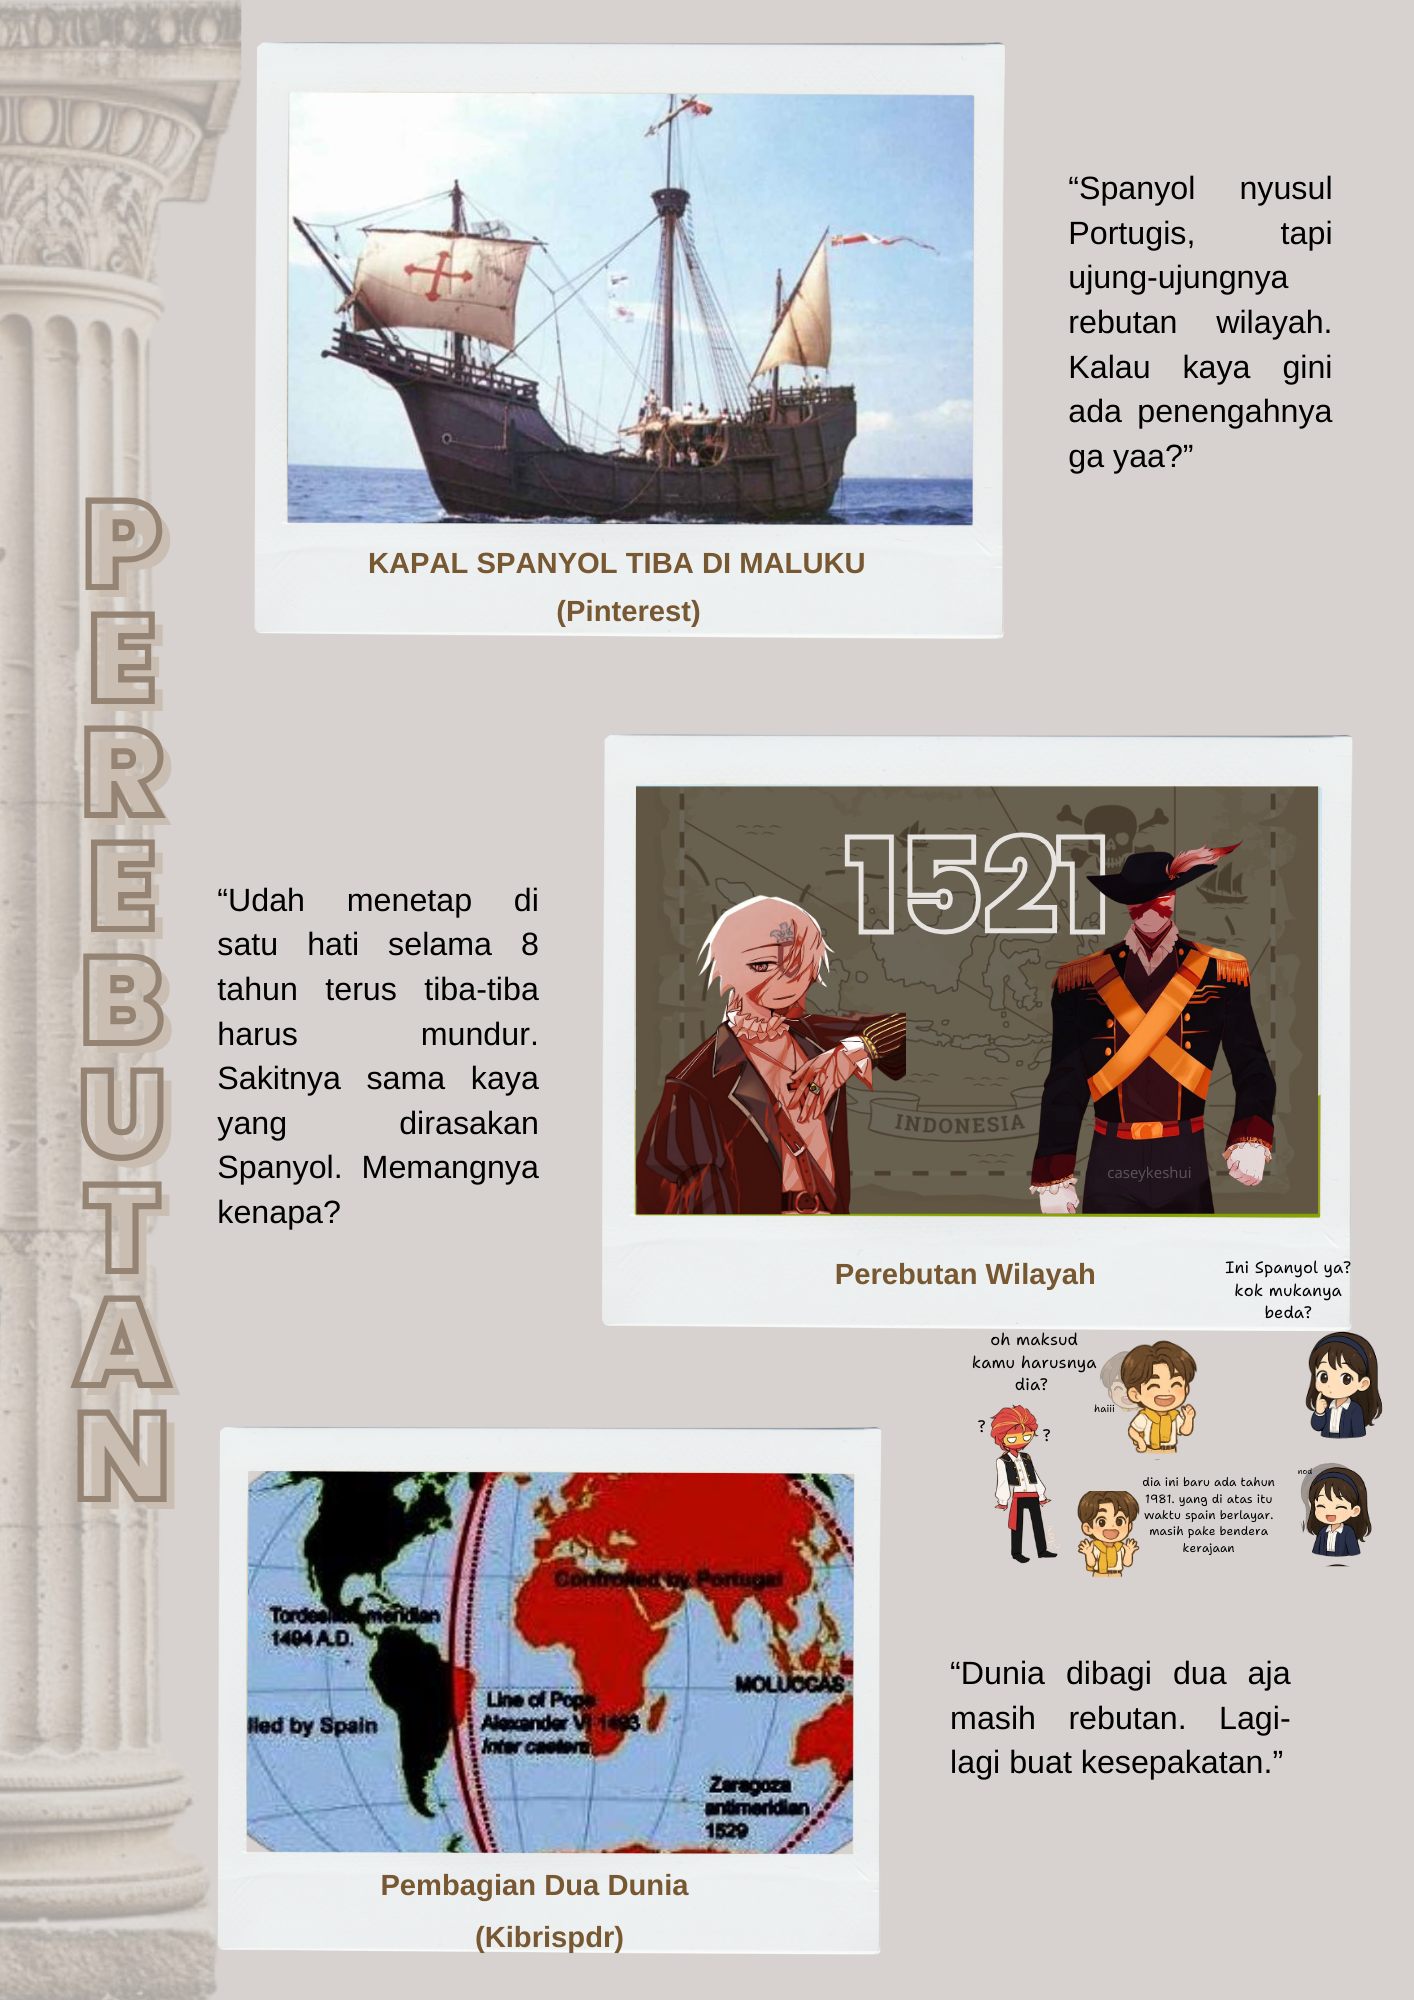 “Spanyol nyusul
Portugis, tapi
ujung-ujungnya
rebutan wilayah.
Kalau kaya gini
ada penengahnya
ga yaa?”
KAPAL SPANYOL TIBA DI MALUKU
(Pinterest)
PEREBUTAN
“Udah menetap di
satu hati selama 8
tahun terus tiba-tiba
harus mundur.
Sakitnya sama kaya
yang dirasakan
Spanyol. Memangnya
kenapa?
1521
INDONESIA
caseykeshui
Perebutan Wilayah
Ini Spanyol ya?
kok mukanya
beda?
oh maksud
kamu harusnya
dia?
haiii
? ?
dia ini baru ada tahun
1981. yang di atas itu
waktu spain berlayar.
masih pake bendera
kerajaan
nod
Controlled by Portugal
Tordesillas meridian
1494 A.D.
MOLUCCAS
Line of Pope
Alexander VI 1493
Inter caetera
lled by Spain
Zaragoza
antimeridian
1529
Pembagian Dua Dunia
(Kibrispdr)
“Dunia dibagi dua aja
masih rebutan. Lagi-
lagi buat kesepakatan.”